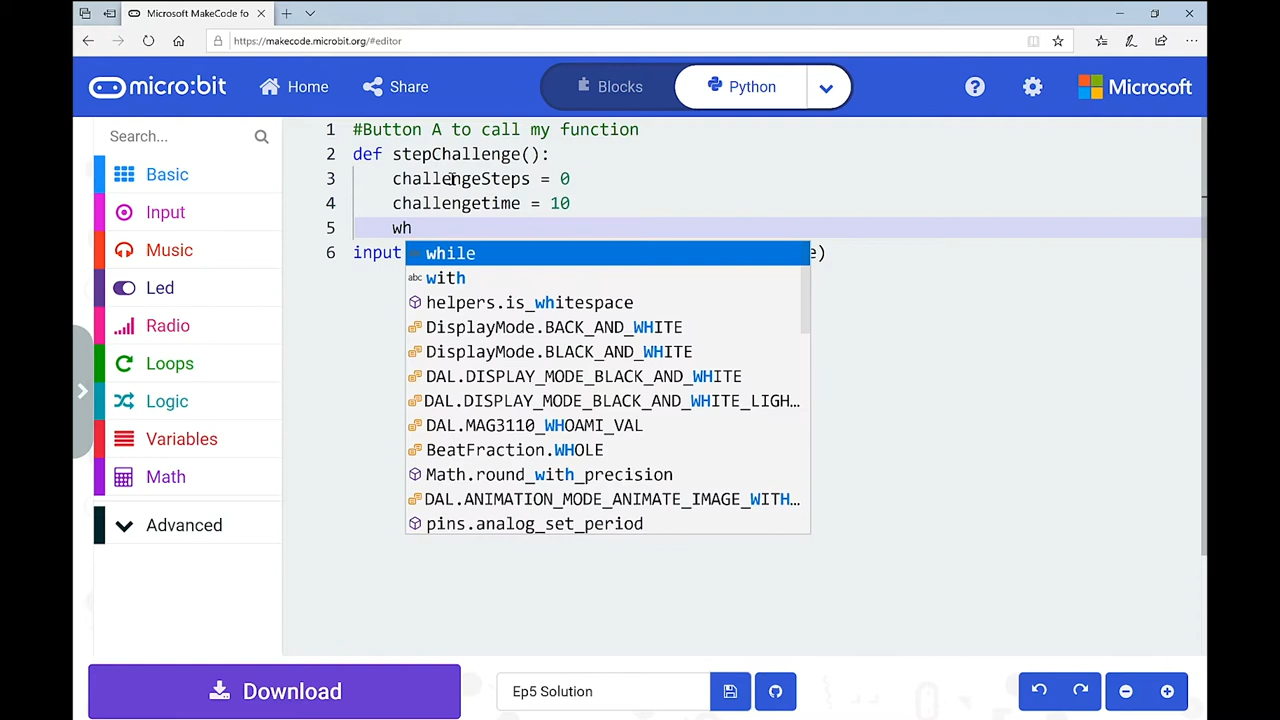 Microsoft MakeCode fo
https://makecode.microbit.org/#editor
micro:bit Home Share Blocks Python Microsoft
Search...
Basic
Input
Music
Led
Radio
Loops
Logic
Variables
Math
Advanced
1 #Button A to call my function
2 def stepChallenge():
3 challengeSteps = 0
4 challengetime = 10
5 wh
6 input e)
while
abc with
helpers.is_whitespace
DisplayMode.BACK_AND_WHITE
DisplayMode.BLACK_AND_WHITE
DAL.DISPLAY_MODE_BLACK_AND_WHITE
DAL.DISPLAY_MODE_BLACK_AND_WHITE_LIGH...
DAL.MAG3110_WHOAMI_VAL
BeatFraction.WHOLE
Math.round_with_precision
DAL.ANIMATION_MODE_ANIMATE_IMAGE_WITH...
pins.analog_set_period
Download
Ep5 Solution